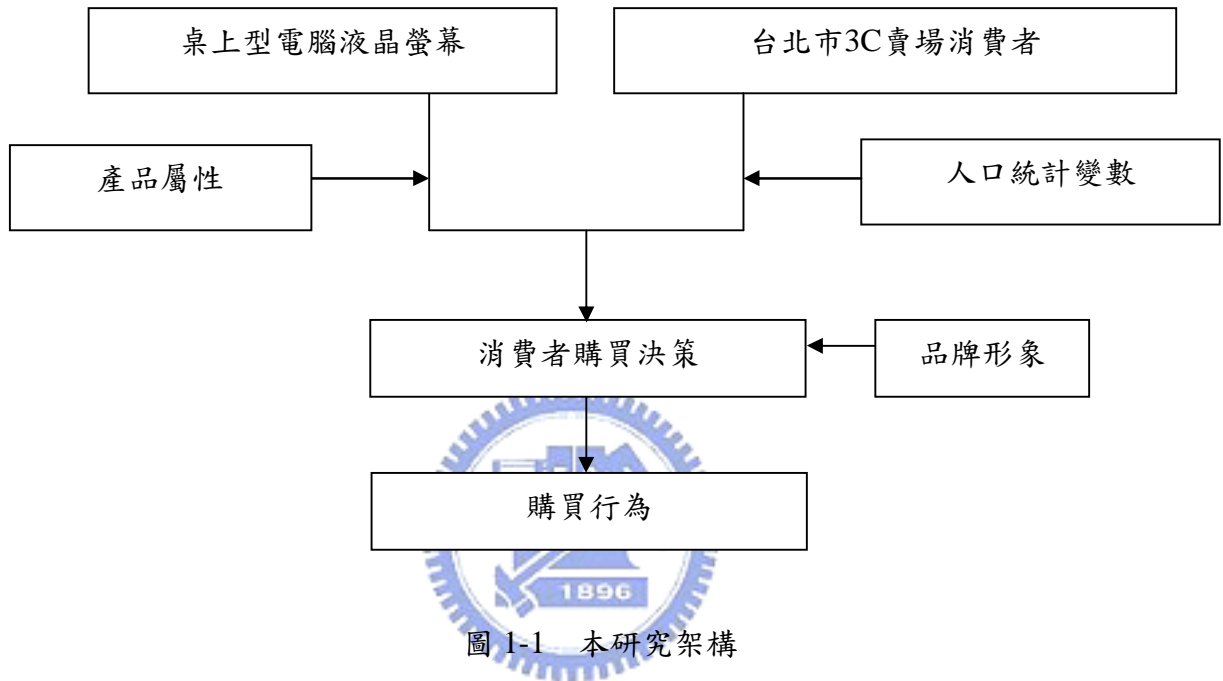 桌上型電腦液晶螢幕
台北市3C賣場消費者
產品屬性
人口統計變數
消費者購買決策
品牌形象
購買行為
1896
圖 1-1 本研究架構